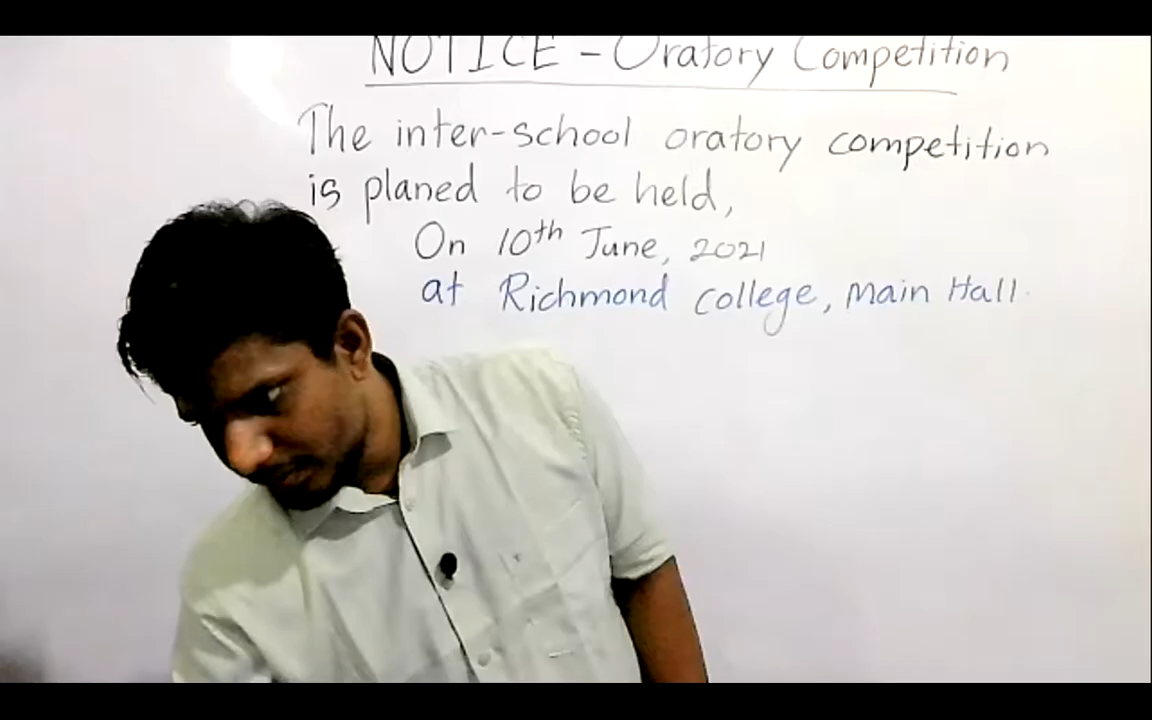 NOTICE - Oratory Competition
The inter-school oratory competition
is planed to be held,
On 10th June, 2021
at Richmond college, Main Hall.